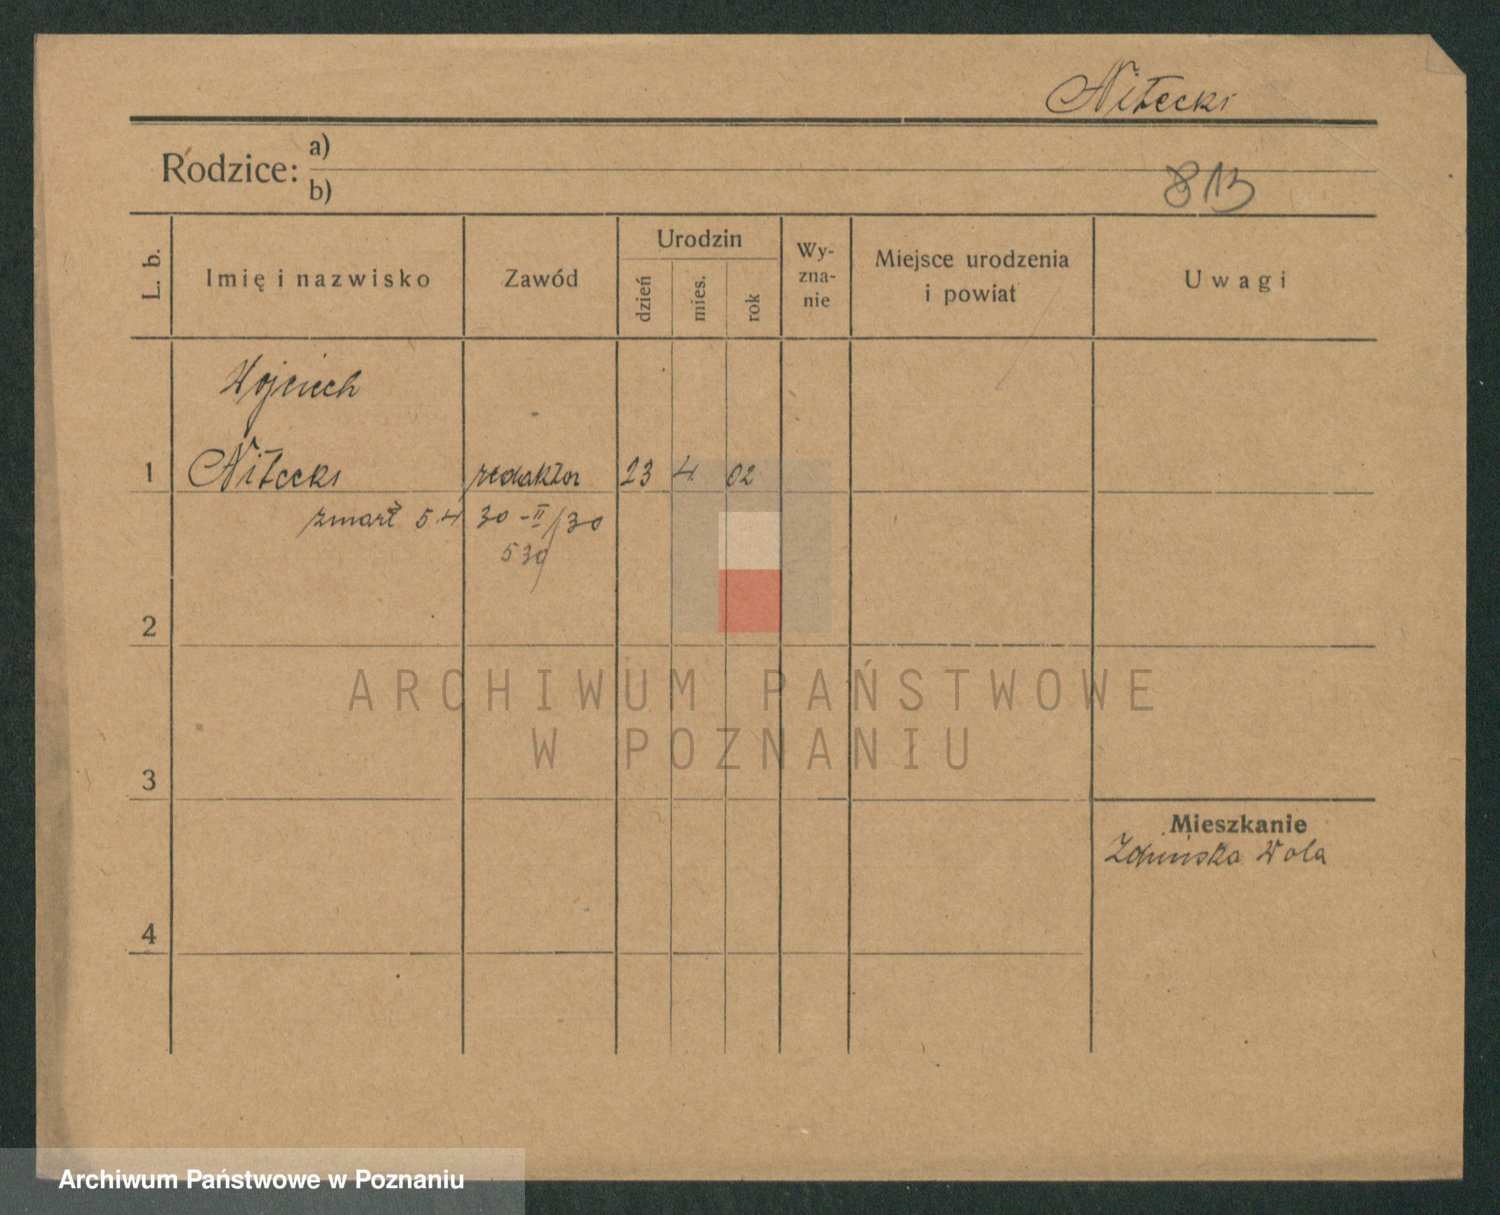 Nitecki
Rodzice: a)
b)
813
L. b.
Imię i nazwisko
Zawód
Urodzin
dzień
mies.
rok
Wy-
zna-
nie
Miejsce urodzenia
i powiat
Uwagi
Wojciech
1 Nitecki redaktor 23 4. 02
zmarł 5.4 30 -II/30
530
2
ARCHIWUM PAŃSTWOWE
W POZNANIU
3
Mieszkanie
Zduńska Wola
4
Archiwum Państwowe w Poznaniu